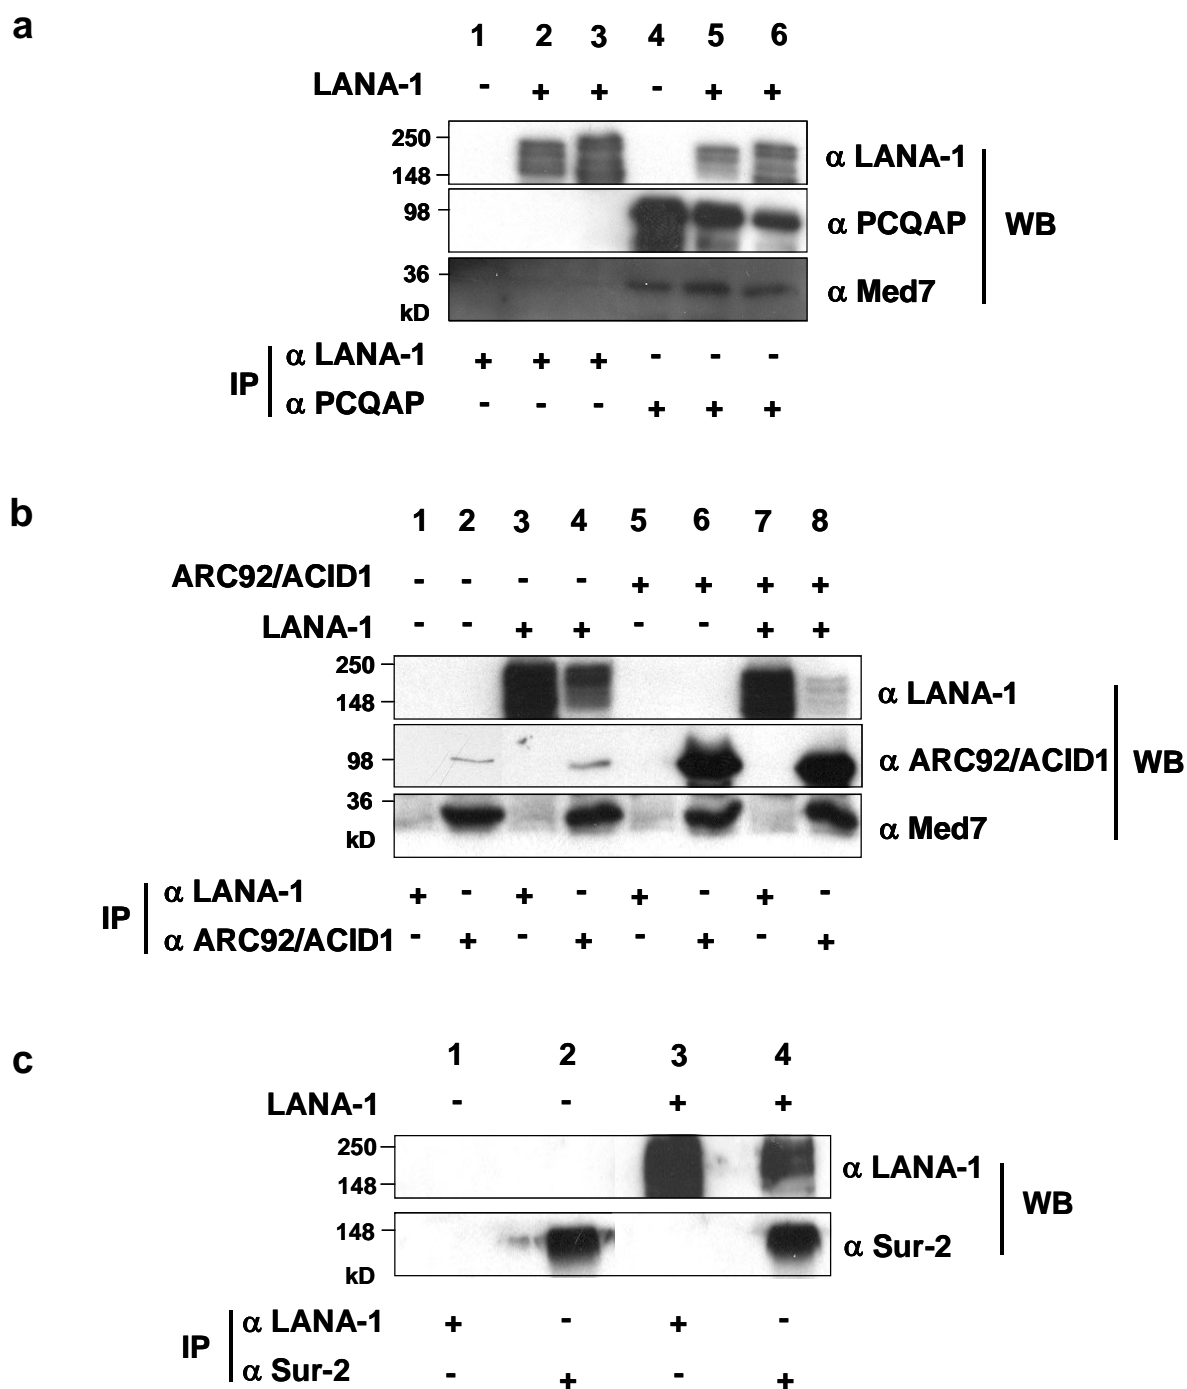 a
1 2 3 4 5 6
LANA-1 - + + - + +
250
148
α LANA-1
98
α PCQAP
WB
36
kD
α Med7
IP
α LANA-1 + + + - - -
α PCQAP - - - + + +
b
1 2 3 4 5 6 7 8
ARC92/ACID1 - - - - + + + +
LANA-1 - - + + - - + +
250
148
α LANA-1
98
α ARC92/ACID1
WB
36
kD
α Med7
IP
α LANA-1 + - + - + - + -
α ARC92/ACID1 - + - + - + - +
c
1 2 3 4
LANA-1 - - + +
250
148
α LANA-1
WB
148
kD
α Sur-2
IP
α LANA-1 + - + -
α Sur-2 - + - +